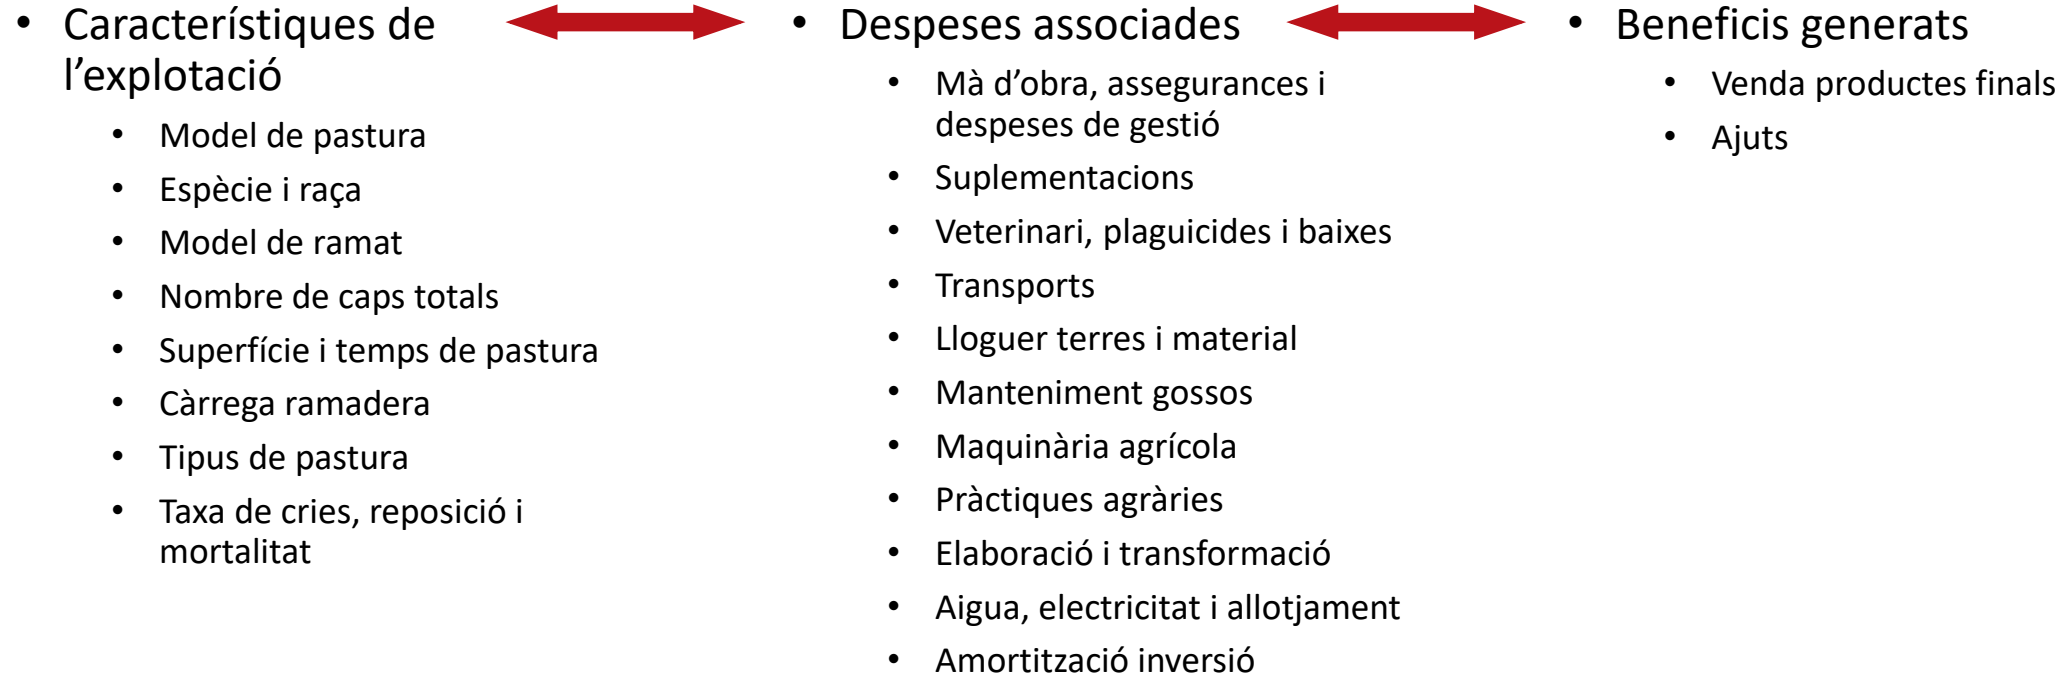 • Característiques de
l'explotació
• Model de pastura
• Espècie i raça
• Model de ramat
• Nombre de caps totals
• Superfície i temps de pastura
• Càrrega ramadera
• Tipus de pastura
• Taxa de cries, reposició i
mortalitat
• Despeses associades
• Mà d'obra, assegurances i
despeses de gestió
• Suplementacions
• Veterinari, plaguicides i baixes
• Transports
• Lloguer terres i material
• Manteniment gossos
• Maquinària agrícola
• Pràctiques agràries
• Elaboració i transformació
• Aigua, electricitat i allotjament
• Amortització inversió
• Beneficis generats
• Venda productes finals
• Ajuts